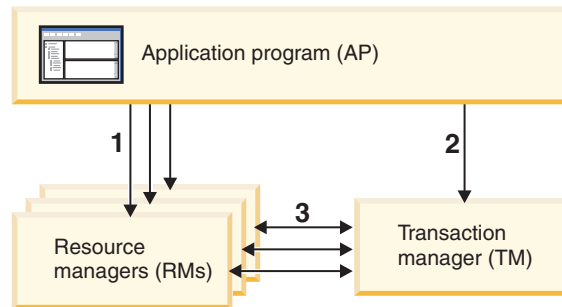 Application program (AP)
1
2
3
Resource
managers (RMs)
Transaction
manager (TM)